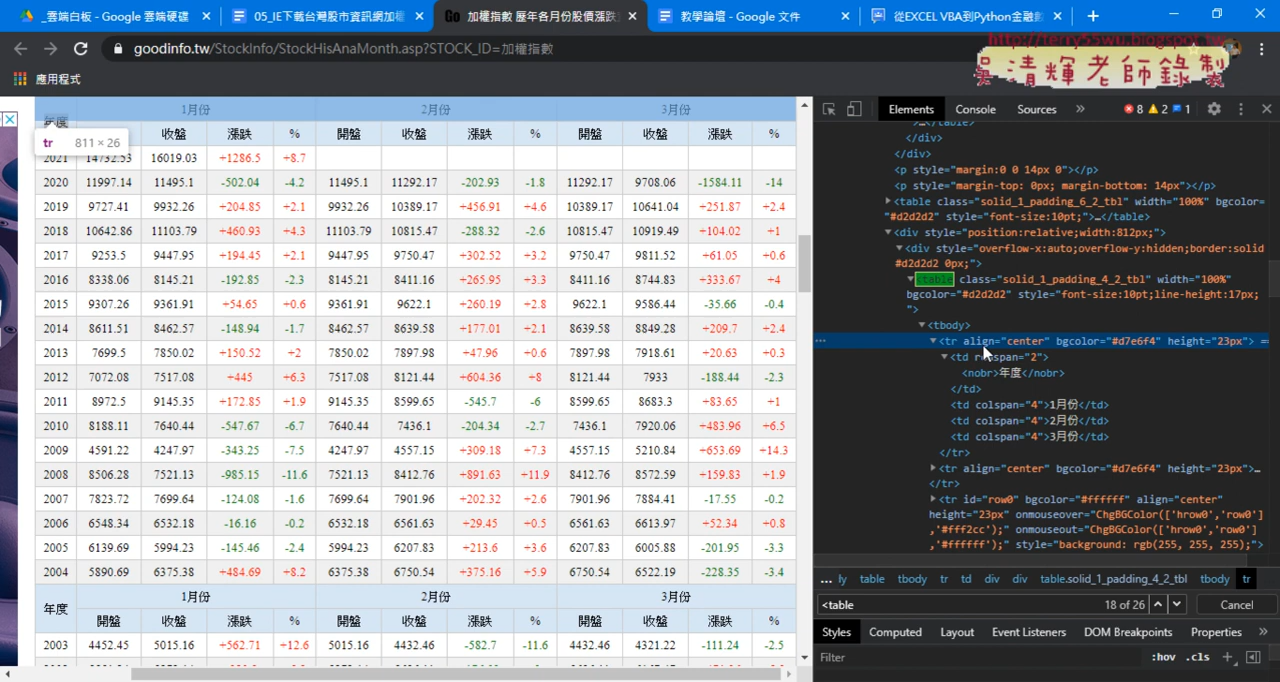 _雲端白板 - Google 雲端硬碟
05_IE下載台灣股市資訊網加權
加權指數 歷年各月份股價漲跌
教學論壇 - Google 文件
從EXCEL VBA到Python金融數
goodinfo.tw/StockInfo/StockHisAnaMonth.asp?STOCK_ID=加權指數
http://terry55wu.blogspot.tw
吳清輝老師錄製
應用程式
年度 1月份 2月份 3月份
tr 811 × 26
收盤 漲跌 % 開盤 收盤 漲跌 % 開盤 收盤 漲跌 %
2021 14732.53 16019.03 +1286.5 +8.7
2020 11997.14 11495.1 -502.04 -4.2 11495.1 11292.17 -202.93 -1.8 11292.17 9708.06 -1584.11 -14
2019 9727.41 9932.26 +204.85 +2.1 9932.26 10389.17 +456.91 +4.6 10389.17 10641.04 +251.87 +2.4
2018 10642.86 11103.79 +460.93 +4.3 11103.79 10815.47 -288.32 -2.6 10815.47 10919.49 +104.02 +1
2017 9253.5 9447.95 +194.45 +2.1 9447.95 9750.47 +302.52 +3.2 9750.47 9811.52 +61.05 +0.6
2016 8338.06 8145.21 -192.85 -2.3 8145.21 8411.16 +265.95 +3.3 8411.16 8744.83 +333.67 +4
2015 9307.26 9361.91 +54.65 +0.6 9361.91 9622.1 +260.19 +2.8 9622.1 9586.44 -35.66 -0.4
2014 8611.51 8462.57 -148.94 -1.7 8462.57 8639.58 +177.01 +2.1 8639.58 8849.28 +209.7 +2.4
2013 7699.5 7850.02 +150.52 +2 7850.02 7897.98 +47.96 +0.6 7897.98 7918.61 +20.63 +0.3
2012 7072.08 7517.08 +445 +6.3 7517.08 8121.44 +604.36 +8 8121.44 7933 -188.44 -2.3
2011 8972.5 9145.35 +172.85 +1.9 9145.35 8599.65 -545.7 -6 8599.65 8683.3 +83.65 +1
2010 8188.11 7640.44 -547.67 -6.7 7640.44 7436.1 -204.34 -2.7 7436.1 7920.06 +483.96 +6.5
2009 4591.22 4247.97 -343.25 -7.5 4247.97 4557.15 +309.18 +7.3 4557.15 5210.84 +653.69 +14.3
2008 8506.28 7521.13 -985.15 -11.6 7521.13 8412.76 +891.63 +11.9 8412.76 8572.59 +159.83 +1.9
2007 7823.72 7699.64 -124.08 -1.6 7699.64 7901.96 +202.32 +2.6 7901.96 7884.41 -17.55 -0.2
2006 6548.34 6532.18 -16.16 -0.2 6532.18 6561.63 +29.45 +0.5 6561.63 6613.97 +52.34 +0.8
2005 6139.69 5994.23 -145.46 -2.4 5994.23 6207.83 +213.6 +3.6 6207.83 6005.88 -201.95 -3.3
2004 5890.69 6375.38 +484.69 +8.2 6375.38 6750.54 +375.16 +5.9 6750.54 6522.19 -228.35 -3.4
年度 1月份 2月份 3月份
開盤 收盤 漲跌 % 開盤 收盤 漲跌 % 開盤 收盤 漲跌 %
2003 4452.45 5015.16 +562.71 +12.6 5015.16 4432.46 -582.7 -11.6 4432.46 4321.22 -111.24 -2.5
Elements Console Sources » 8 2 1
…</table>
</div>
</div>
<p style="margin:0 0 14px 0"></p>
<p style="margin-top: 0px; margin-bottom: 14px"></p>
<table class="solid_1_padding_6_2_tbl" width="100%" bgcolor=
"#d2d2d2" style="font-size:10pt;">…</table>
<div style="position:relative;width:812px;">
<div style="overflow-x:auto;overflow-y:hidden;border:solid
#d2d2d2 0px;">
<table class="solid_1_padding_4_2_tbl" width="100%"
bgcolor="#d2d2d2" style="font-size:10pt;line-height:17px;
">
<tbody>
<tr align="center" bgcolor="#d7e6f4" height="23px"> ==
<td rowspan="2">
<nobr>年度</nobr>
</td>
<td colspan="4">1月份</td>
<td colspan="4">2月份</td>
<td colspan="4">3月份</td>
</tr>
<tr align="center" bgcolor="#d7e6f4" height="23px">…
</tr>
<tr id="row0" bgcolor="#ffffff" align="center"
height="23px" onmouseover="ChgBGColor(['hrow0','row0']
,'#fff2cc');" onmouseout="ChgBGColor(['hrow0','row0']
,'#ffffff');" style="background: rgb(255, 255, 255);">
... ly table tbody tr td div div table.solid_1_padding_4_2_tbl tbody tr
<table 18 of 26 Cancel
Styles Computed Layout Event Listeners DOM Breakpoints Properties »
Filter :hov .cls